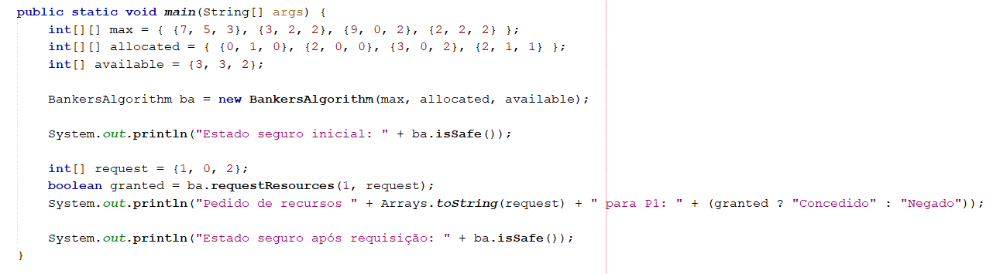 public static void main(String[] args) {
    int[][] max = { {7, 5, 3}, {3, 2, 2}, {9, 0, 2}, {2, 2, 2} };
    int[][] allocated = { {0, 1, 0}, {2, 0, 0}, {3, 0, 2}, {2, 1, 1} };
    int[] available = {3, 3, 2};
    BankersAlgorithm ba = new BankersAlgorithm(max, allocated, available);
    System.out.println("Estado seguro inicial: " + ba.isSafe());
    int[] request = {1, 0, 2};
    boolean granted = ba.requestResources(1, request);
    System.out.println("Pedido de recursos " + Arrays.toString(request) + " para P1: " + (granted ? "Concedido" : "Negado"));
    System.out.println("Estado seguro após requisição: " + ba.isSafe());
}